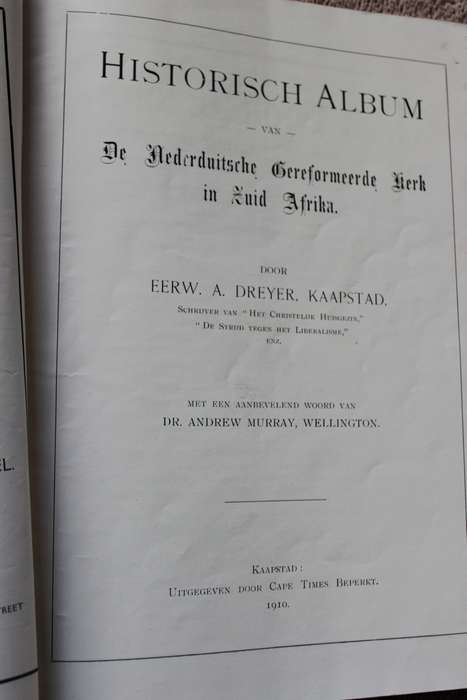 HISTORISCH ALBUM
— VAN —
De Nederduitsche Gereformeerde Kerk
in Zuid Afrika.
DOOR
EERW. A. DREYER, KAAPSTAD.
SCHRIJVER VAN "HET CHRISTELIJK HUISGEZIN,"
"DE STRIJD TEGEN HET LIBERALISME,"
ENZ.
MET EEN AANBEVELEND WOORD VAN
DR. ANDREW MURRAY, WELLINGTON.
KAAPSTAD:
UITGEGEVEN DOOR CAPE TIMES BEPERKT.
1910.
EL.
TREET